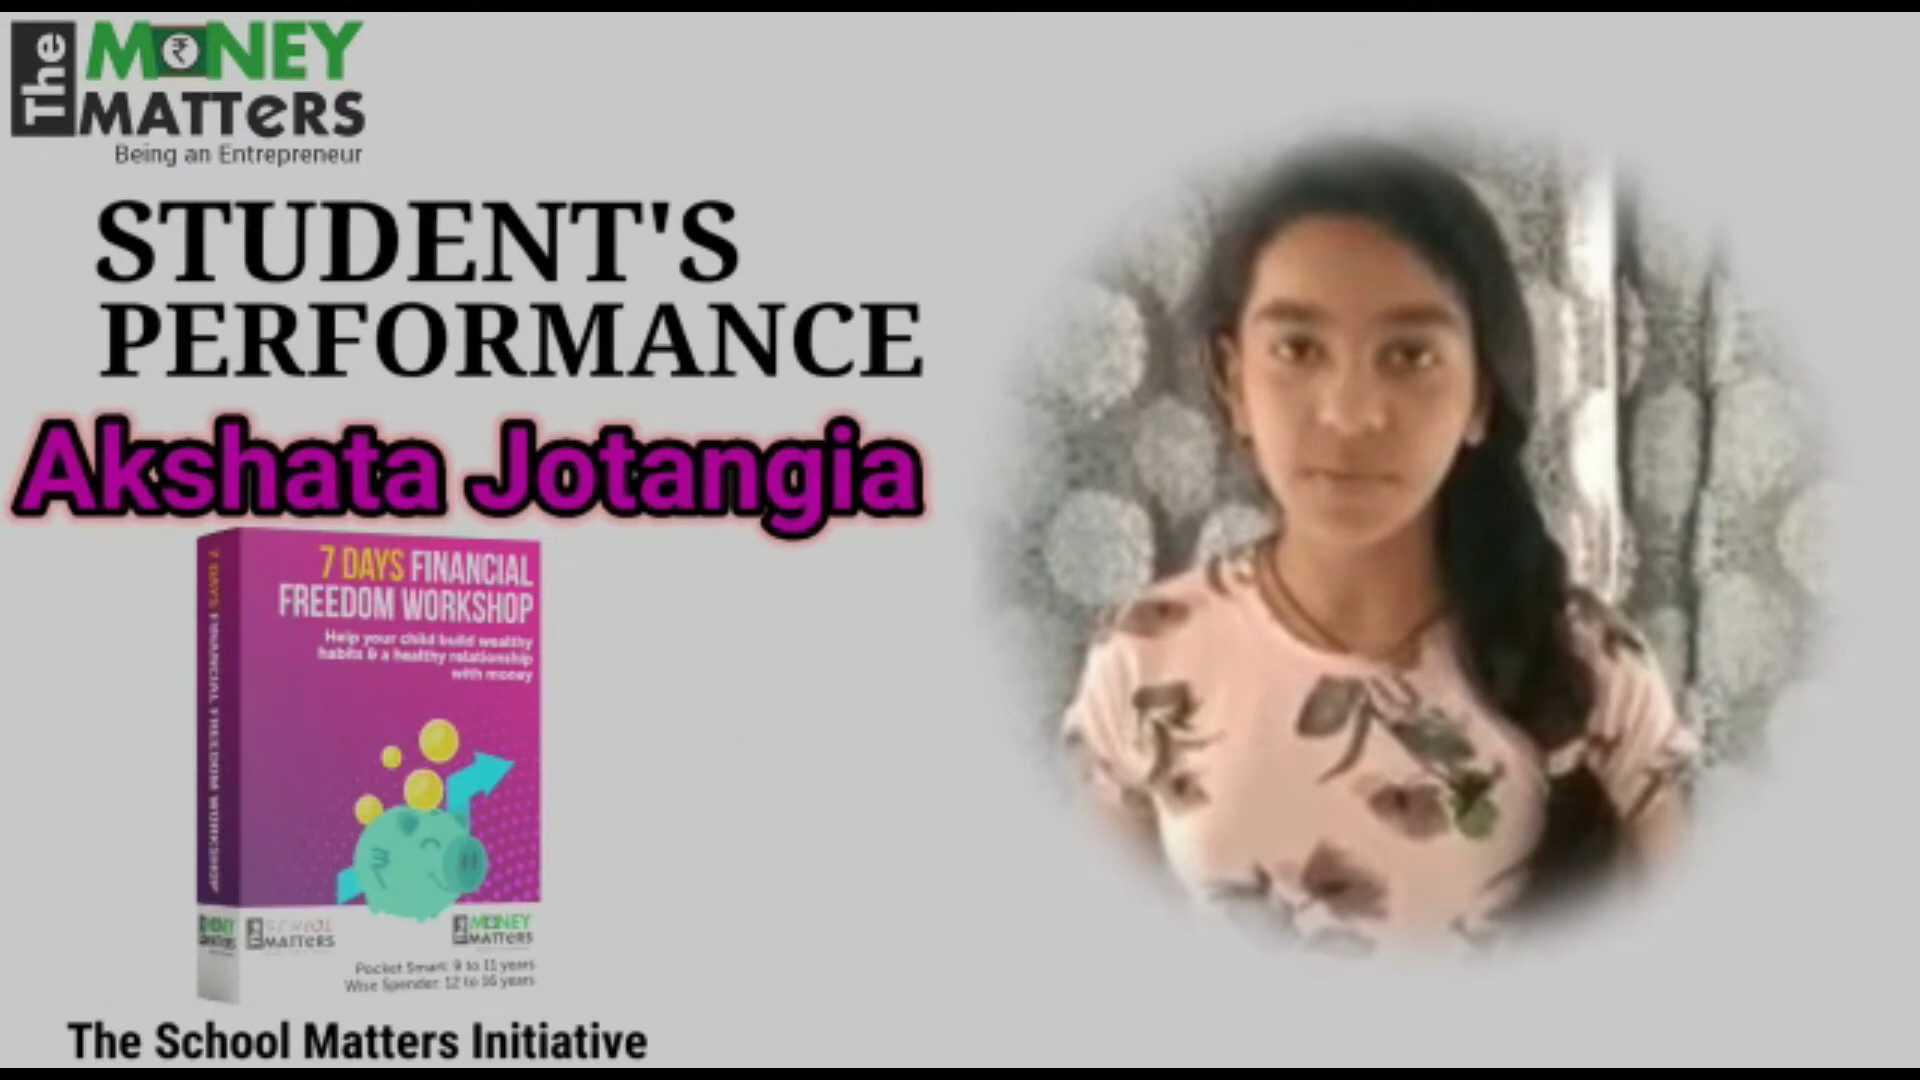 The MONEY
MATTeRS
Being an Entrepreneur
STUDENT'S
PERFORMANCE
Akshata Jotangia
7 DAYS FINANCIAL
FREEDOM WORKSHOP
Help your child build wealthy
habits & a healthy relationship
with money
7 DAYS FINANCIAL FREEDOM WORKSHOP
MONEY
MATTeRS
The SCHOOL
MATTeRS
The MONEY
MATTeRS
Pocket Smart: 9 to 11 years
Wise Spender: 12 to 16 years
The School Matters Initiative